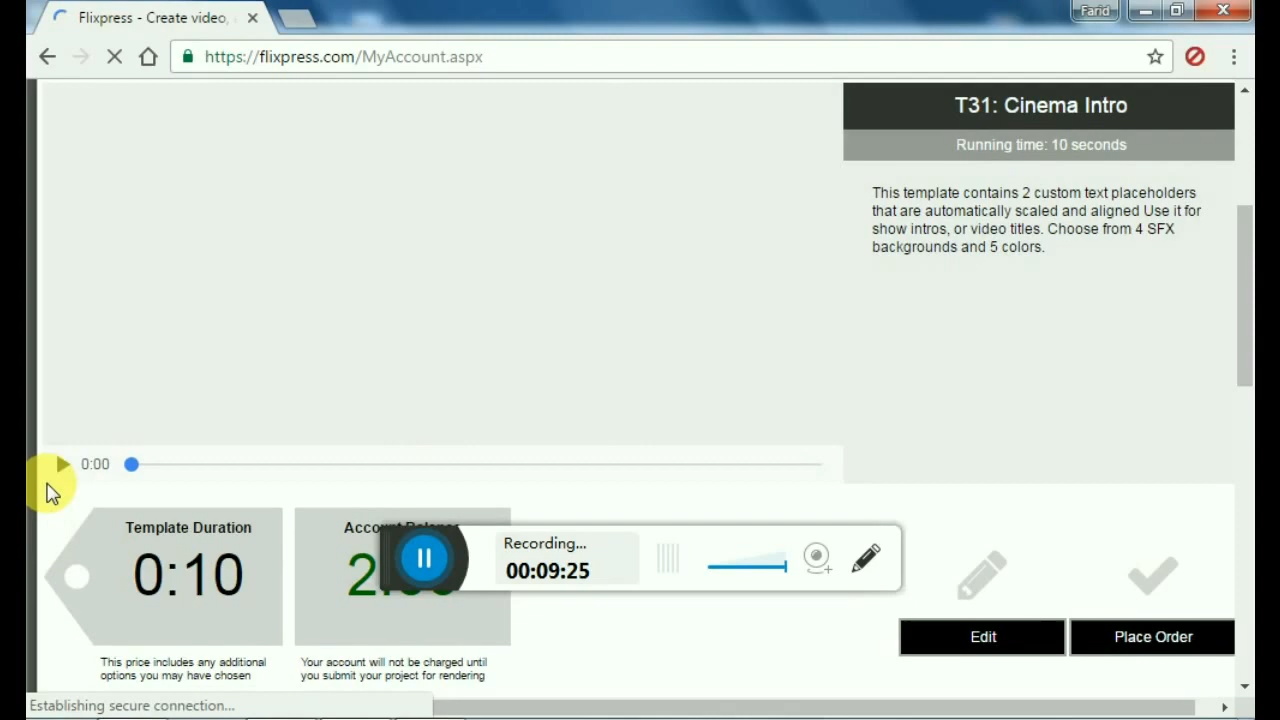 Flixpress - Create video,
Farid
https://flixpress.com/MyAccount.aspx
T31: Cinema Intro
Running time: 10 seconds
This template contains 2 custom text placeholders
that are automatically scaled and aligned Use it for
show intros, or video titles. Choose from 4 SFX
backgrounds and 5 colors.
0:00
Template Duration
0:10
This price includes any additional
options you may have chosen
Your account will not be charged until
you submit your project for rendering
Recording...
00:09:25
Edit
Place Order
Establishing secure connection...